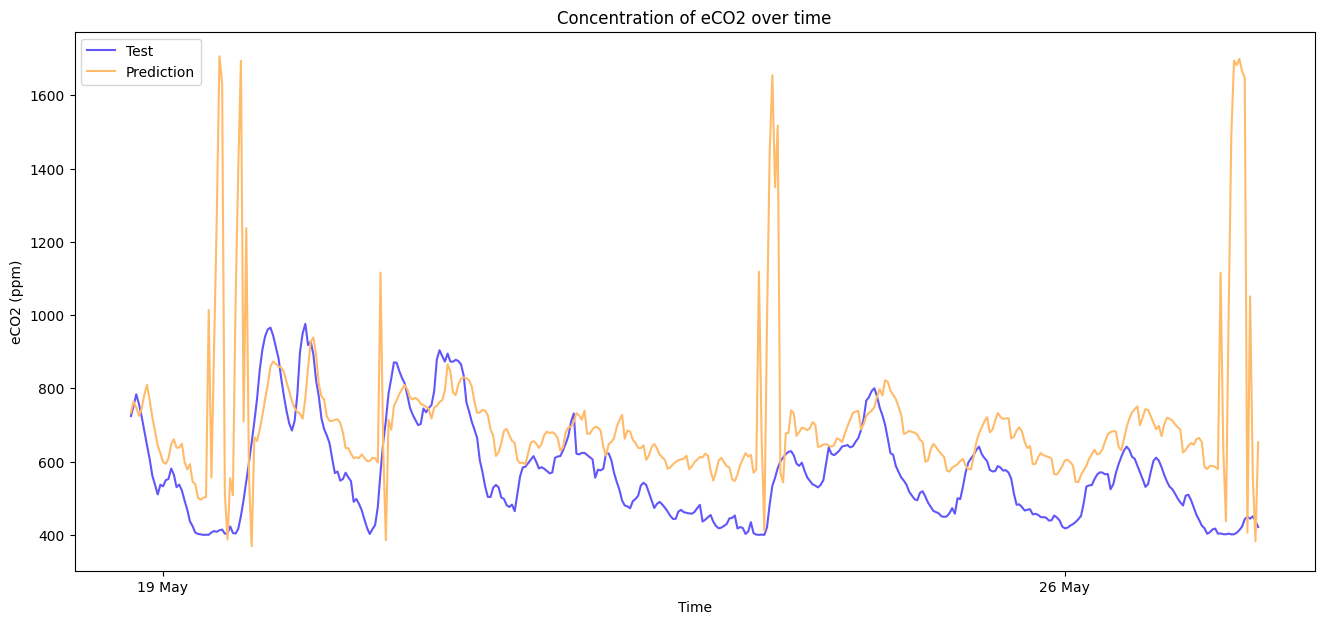 Concentration of eCO2 over time
Test
Prediction
eCO2 (ppm)
1600
1400
1200
1000
800
600
400
19 May
26 May
Time